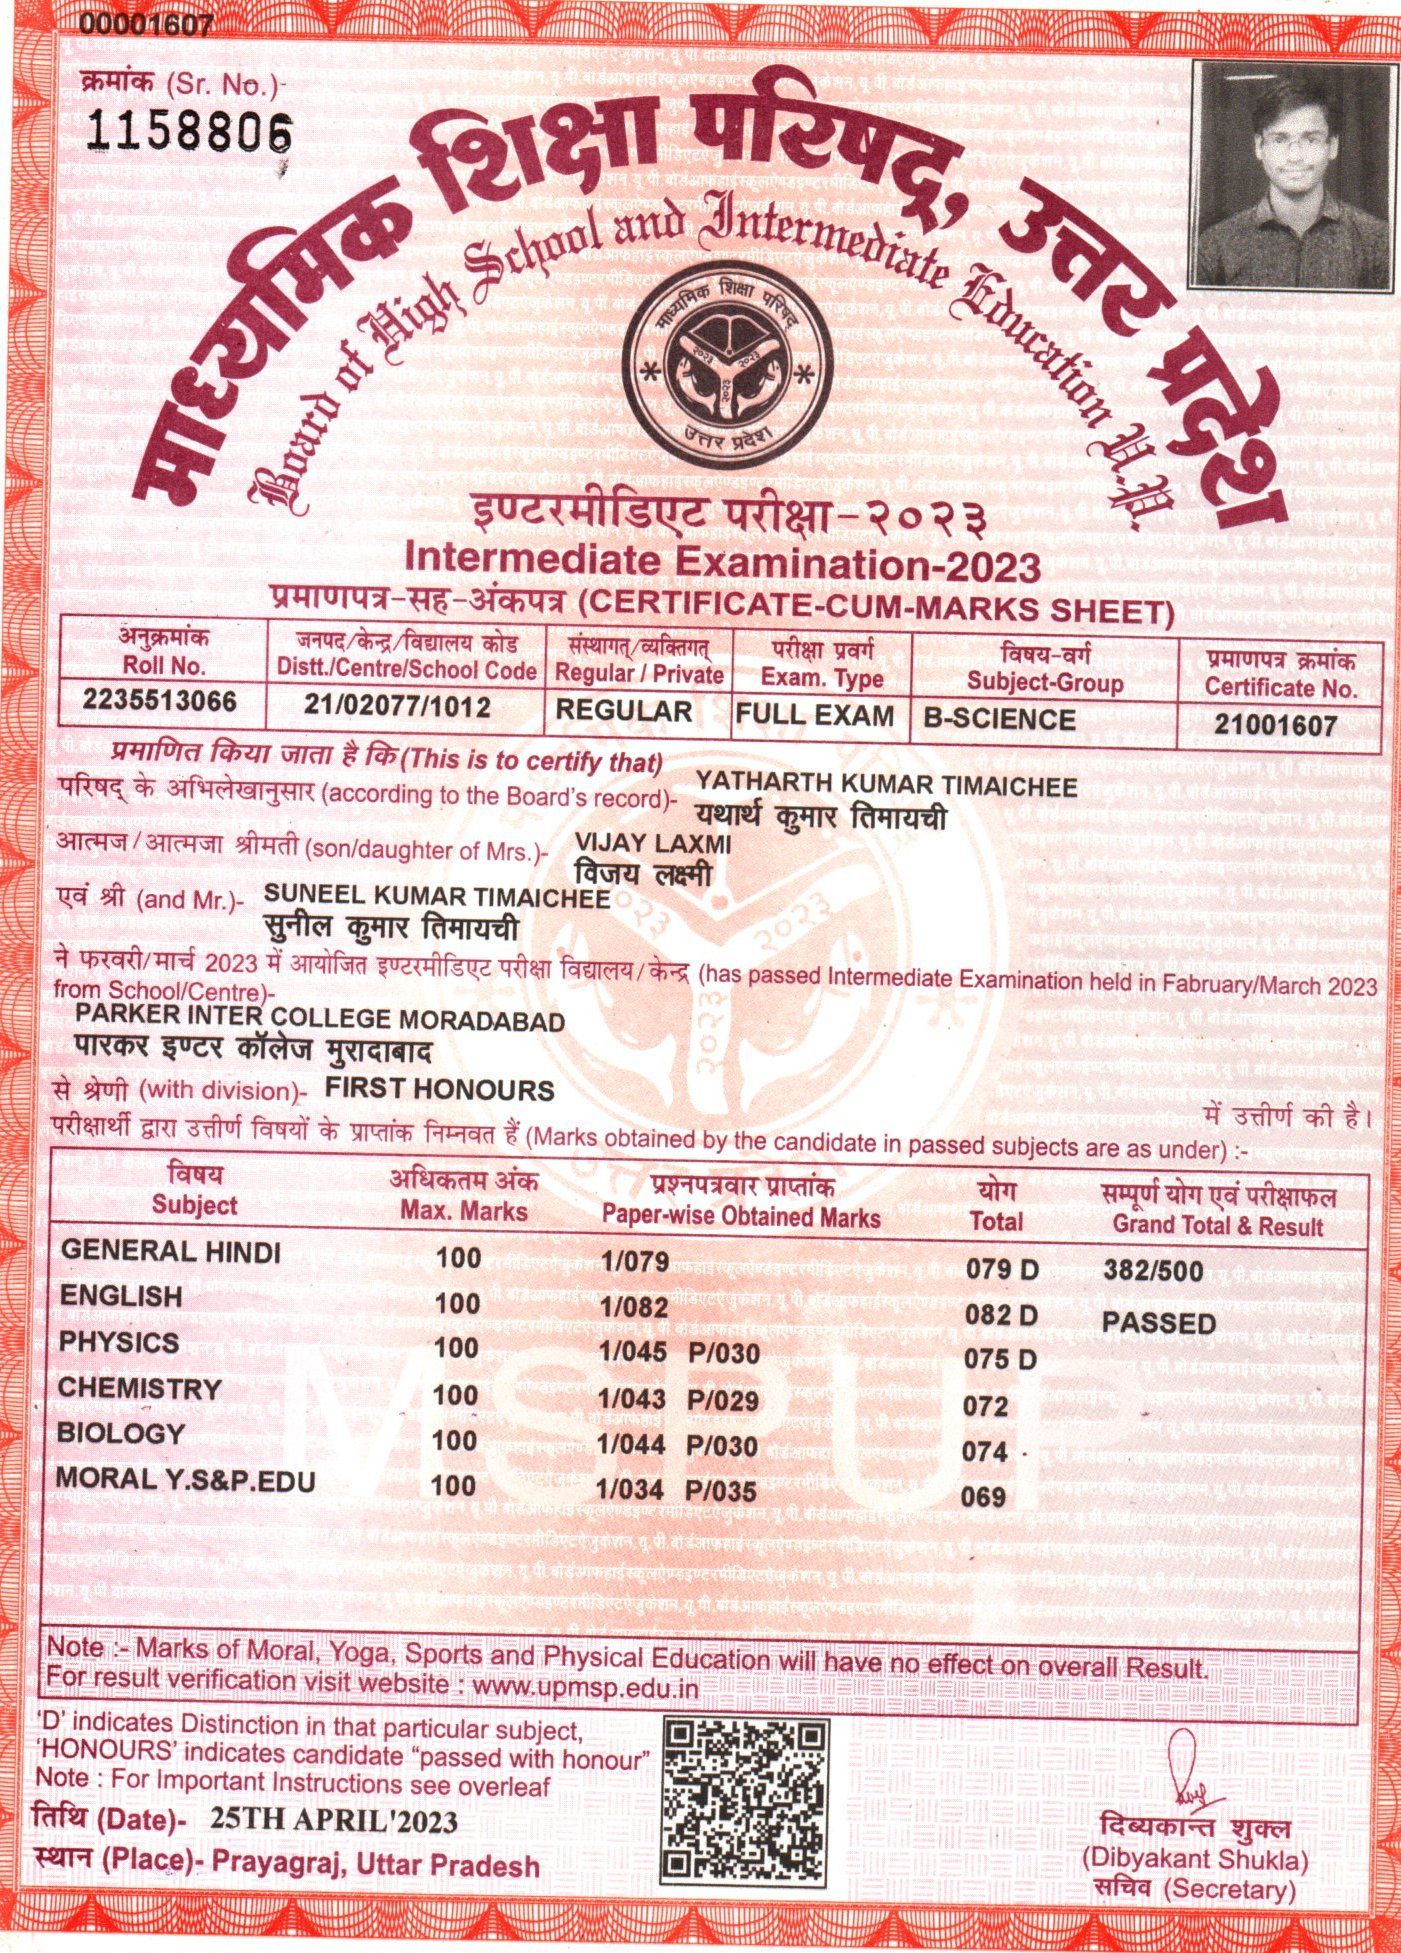 00001607
क्रमांक (Sr. No.)-
1158806
माध्यमिक शिक्षा परिषद्, उत्तर प्रदेश
Board of High School and Intermediate Education U.P.
माध्यमिक शिक्षा परिषद्
२०२३ २०२३
२०२३
उत्तर प्रदेश
इण्टरमीडिएट परीक्षा-२०२३
Intermediate Examination-2023
प्रमाणपत्र-सह-अंकपत्र (CERTIFICATE-CUM-MARKS SHEET)
अनुक्रमांक जनपद/केन्द्र/विद्यालय कोड संस्थागत्/व्यक्तिगत् परीक्षा प्रवर्ग विषय-वर्ग प्रमाणपत्र क्रमांक
Roll No. Distt./Centre/School Code Regular / Private Exam. Type Subject-Group Certificate No.
2235513066 21/02077/1012 REGULAR FULL EXAM B-SCIENCE 21001607
प्रमाणित किया जाता है कि (This is to certify that)
परिषद् के अभिलेखानुसार (according to the Board's record)- YATHARTH KUMAR TIMAICHEE
यथार्थ कुमार तिमायची
आत्मज/आत्मजा श्रीमती (son/daughter of Mrs.)- VIJAY LAXMI
विजय लक्ष्मी
एवं श्री (and Mr.)- SUNEEL KUMAR TIMAICHEE
सुनील कुमार तिमायची
ने फरवरी/मार्च 2023 में आयोजित इण्टरमीडिएट परीक्षा विद्यालय/केन्द्र (has passed Intermediate Examination held in Fabruary/March 2023
from School/Centre)-
PARKER INTER COLLEGE MORADABAD
पारकर इण्टर कॉलेज मुरादाबाद
से श्रेणी (with division)- FIRST HONOURS
में उत्तीर्ण की है।
परीक्षार्थी द्वारा उत्तीर्ण विषयों के प्राप्तांक निम्नवत हैं (Marks obtained by the candidate in passed subjects are as under) :-
विषय अधिकतम अंक प्रश्नपत्रवार प्राप्तांक योग सम्पूर्ण योग एवं परीक्षाफल
Subject Max. Marks Paper-wise Obtained Marks Total Grand Total & Result
GENERAL HINDI 100 1/079 079 D 382/500
ENGLISH 100 1/082 082 D PASSED
PHYSICS 100 1/045 P/030 075 D
CHEMISTRY 100 1/043 P/029 072
BIOLOGY 100 1/044 P/030 074
MORAL Y.S&P.EDU 100 1/034 P/035 069
Note :- Marks of Moral, Yoga, Sports and Physical Education will have no effect on overall Result.
For result verification visit website : www.upmsp.edu.in
'D' indicates Distinction in that particular subject,
'HONOURS' indicates candidate "passed with honour"
Note : For Important Instructions see overleaf
तिथि (Date)- 25TH APRIL'2023
स्थान (Place)- Prayagraj, Uttar Pradesh
दिव्यकान्त शुक्ल
(Dibyakant Shukla)
सचिव (Secretary)